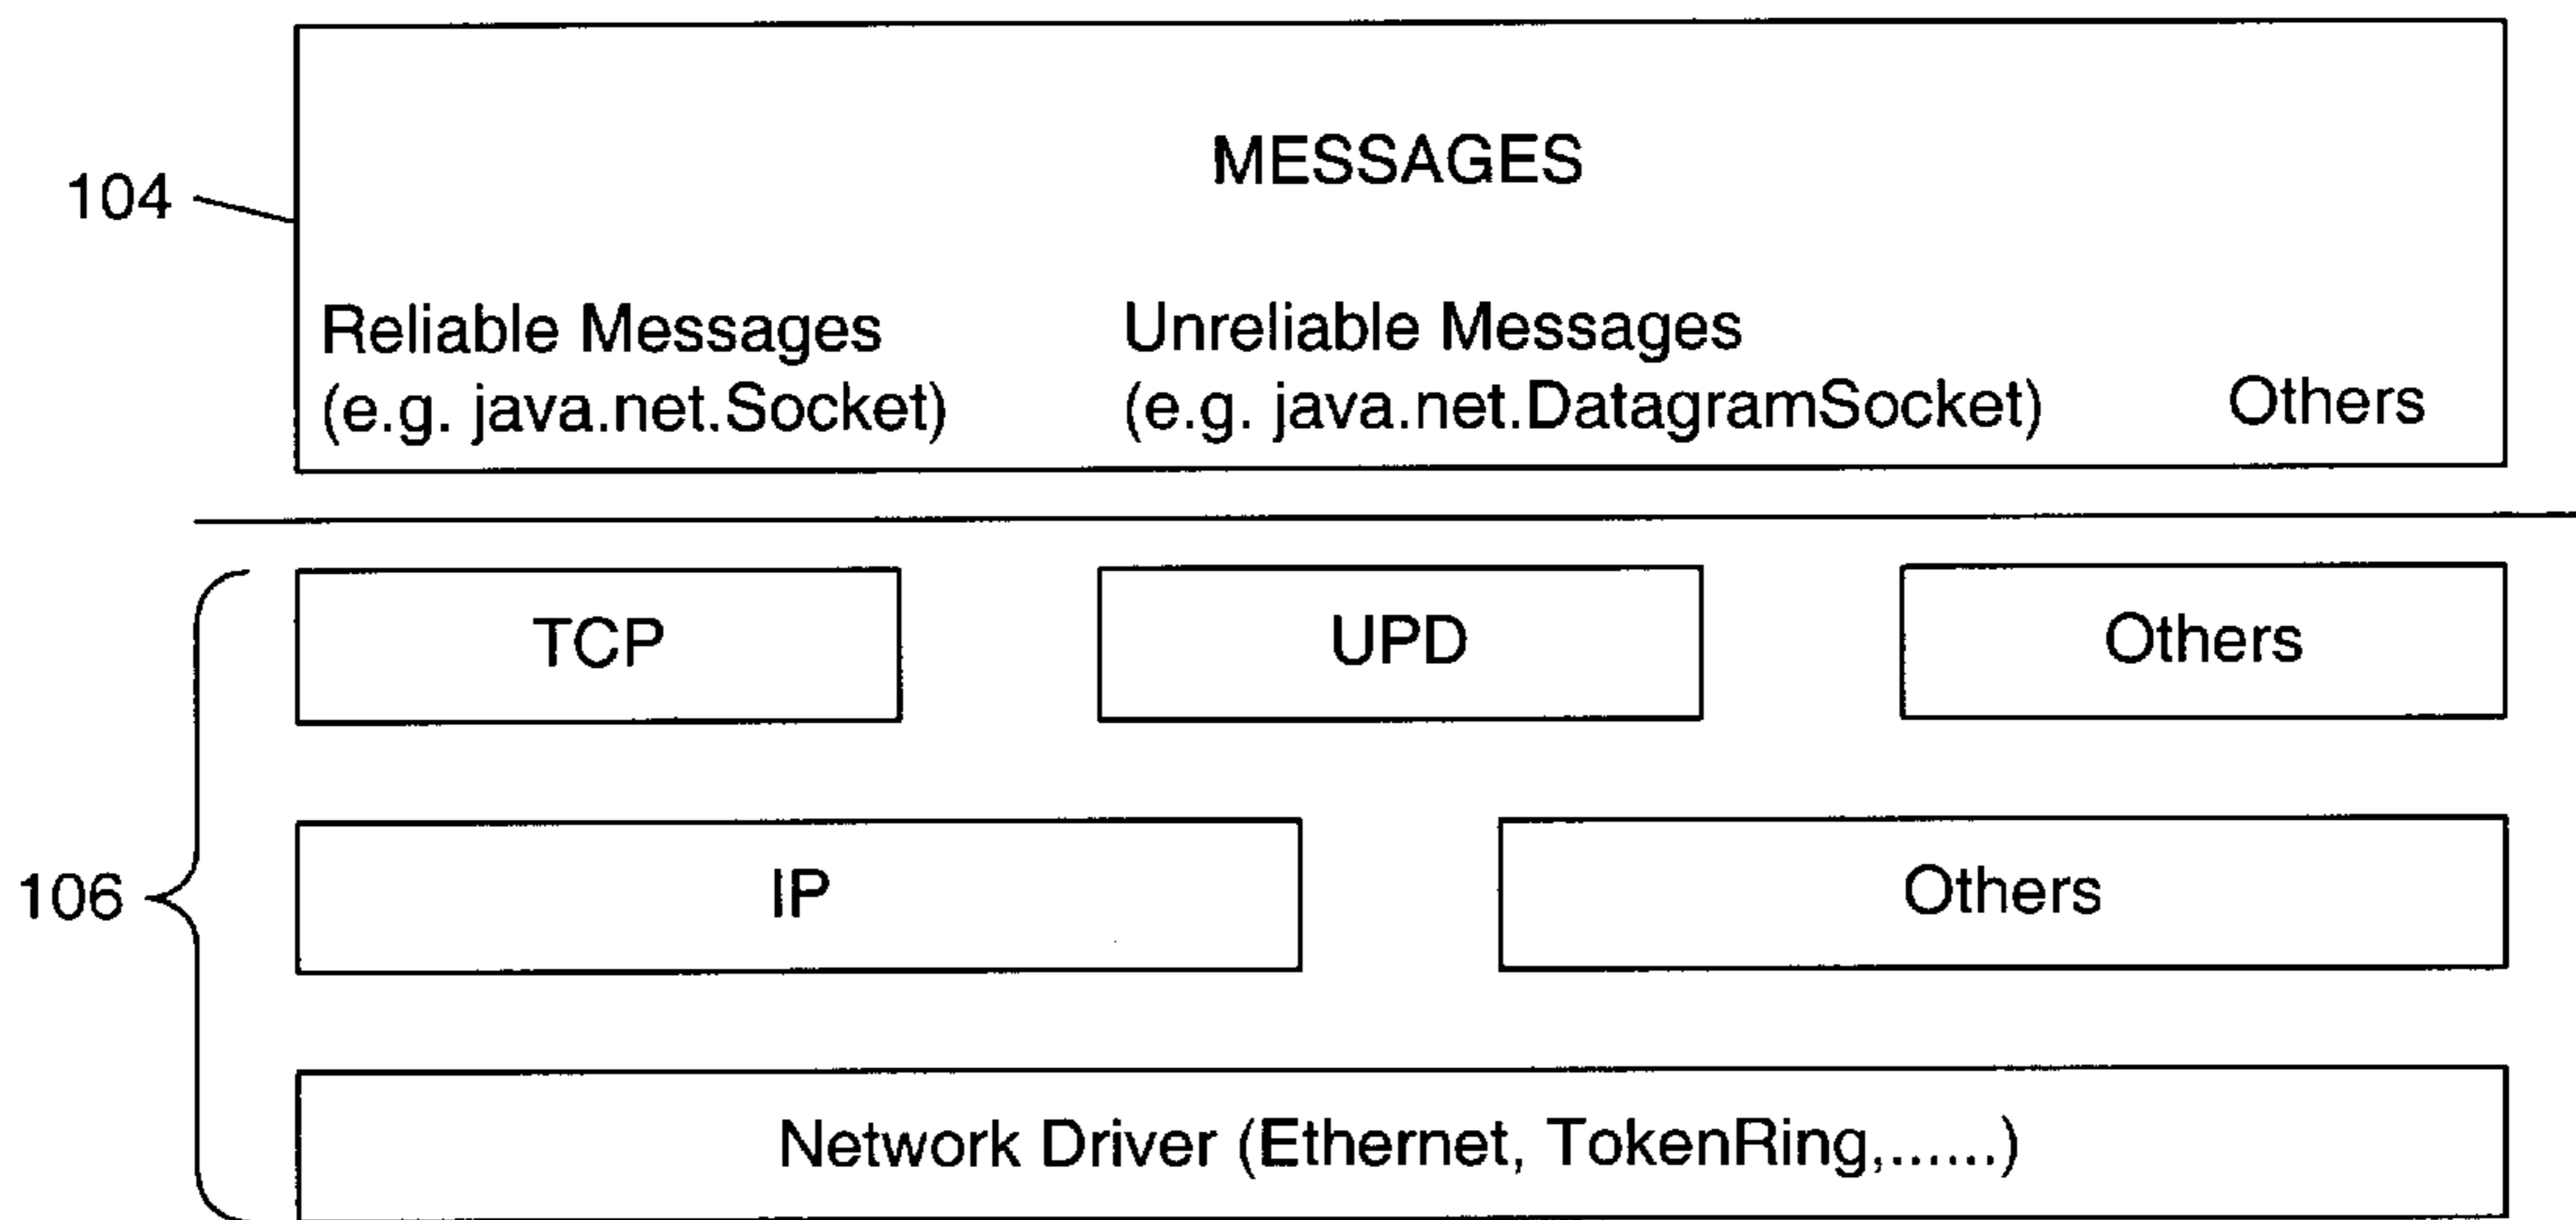 MESSAGES
104
Reliable Messages
(e.g. java.net.Socket)
Unreliable Messages
(e.g. java.net.DatagramSocket)
Others
TCP
UPD
Others
106
IP
Others
Network Driver (Ethernet, TokenRing,......)